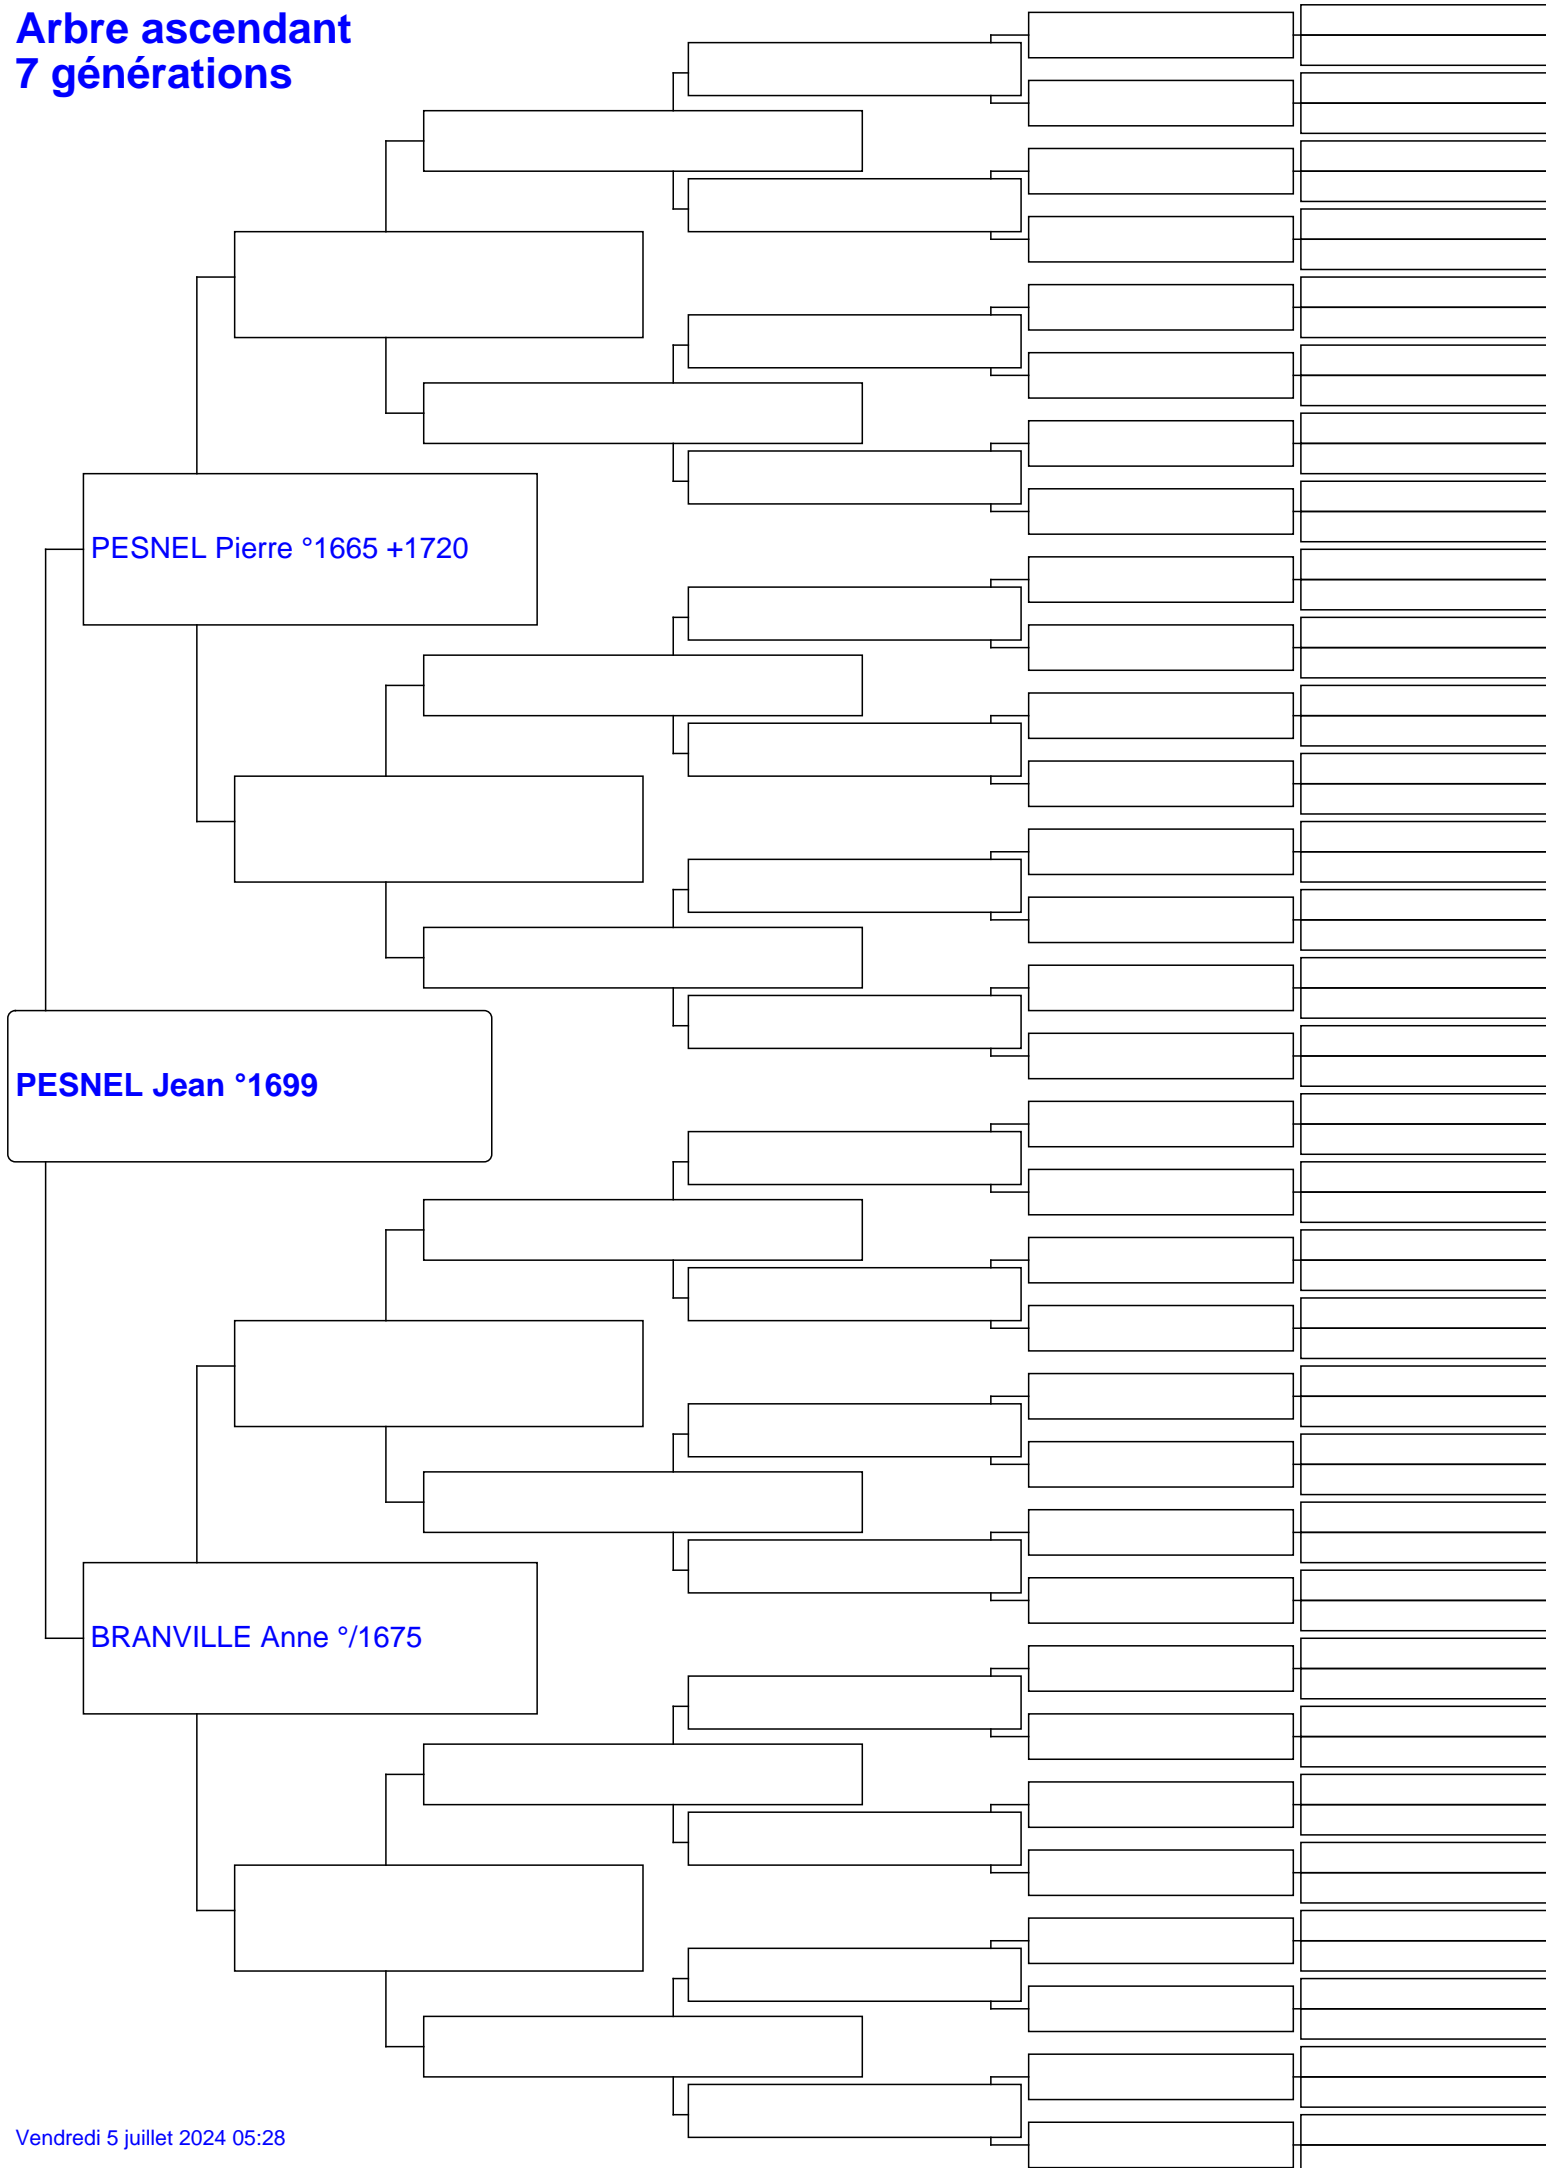 Arbre ascendant
7 générations
PESNEL Pierre °1665 +1720
PESNEL Jean °1699
BRANVILLE Anne °/1675
Vendredi 5 juillet 2024 05:28